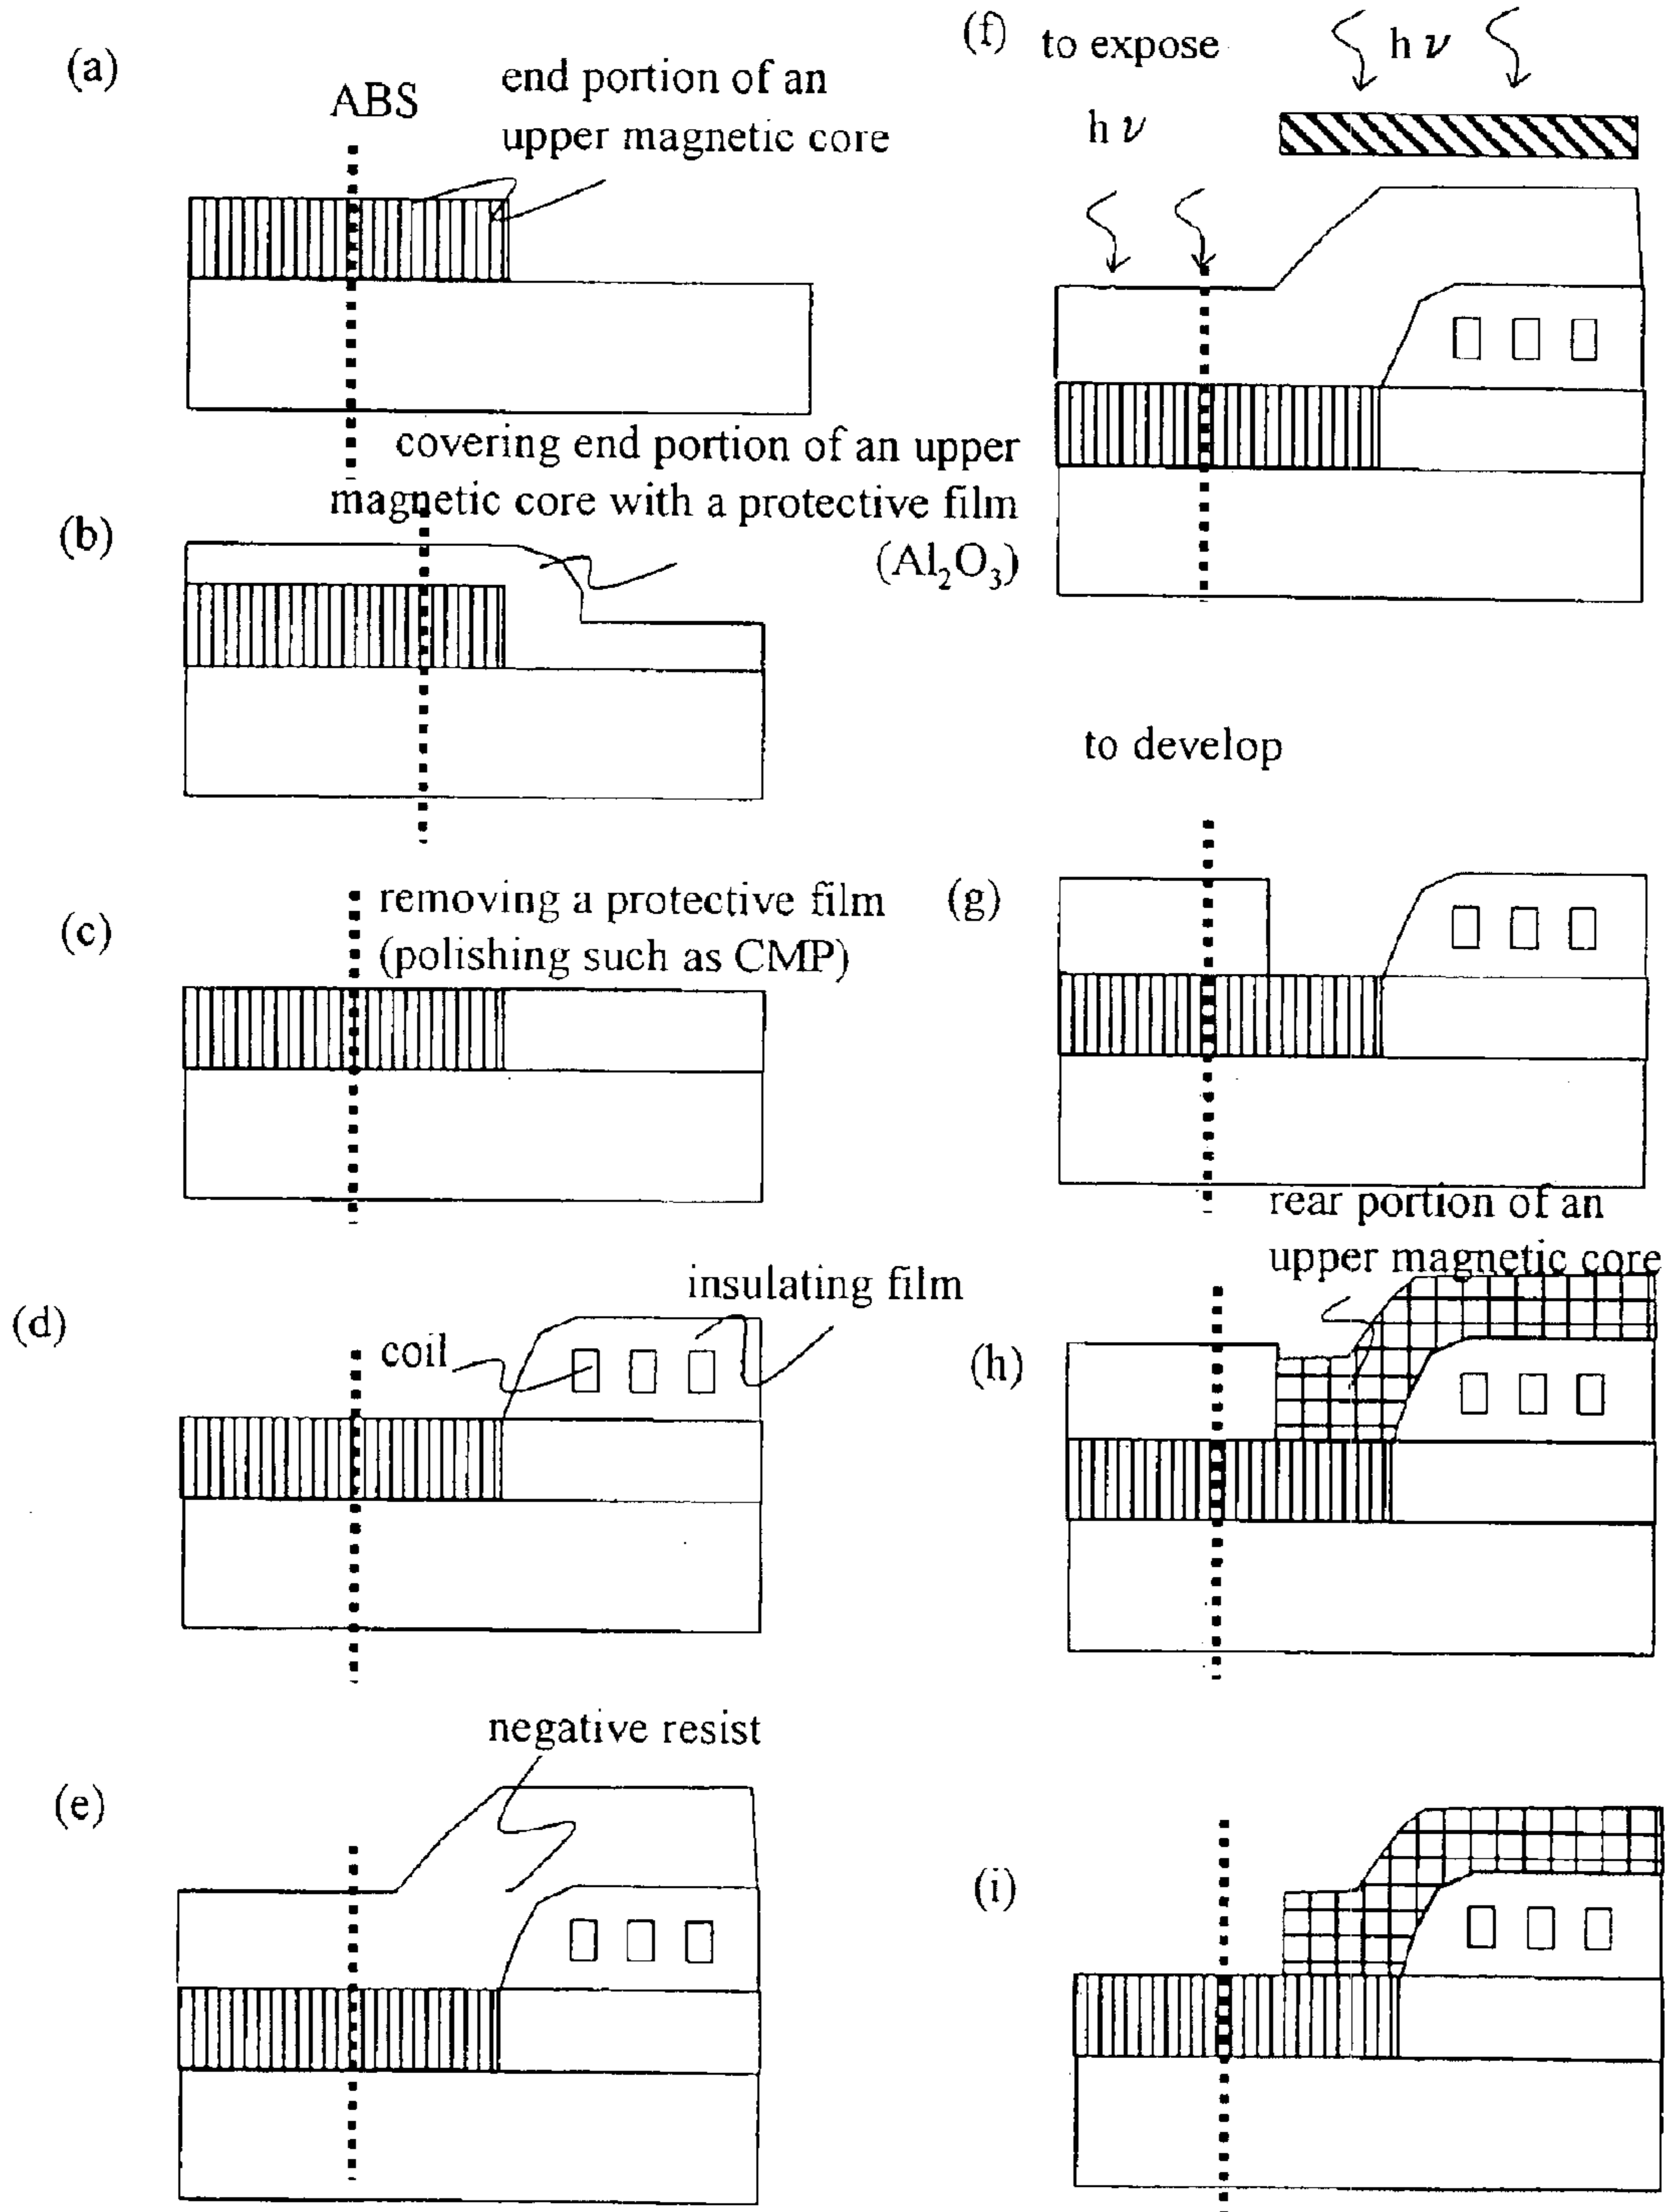 (a)
ABS
end portion of an
upper magnetic core
covering end portion of an upper
magnetic core with a protective film
(Al₂O₃)
(b)
(c)
removing a protective film
(polishing such as CMP)
(d)
coil
insulating film
(e)
negative resist
(f)
to expose
h ν
h ν
to develop
(g)
rear portion of an
upper magnetic core
(h)
(i)